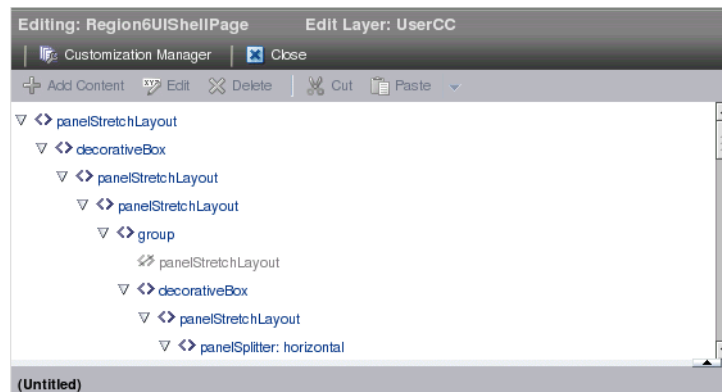 Editing: Region6UIShellPage Edit Layer: UserCC
Customization Manager Close
Add Content Edit Delete Cut Paste
panelStretchLayout
decorativeBox
panelStretchLayout
panelStretchLayout
group
panelStretchLayout
decorativeBox
panelStretchLayout
panelSplitter: horizontal
(Untitled)